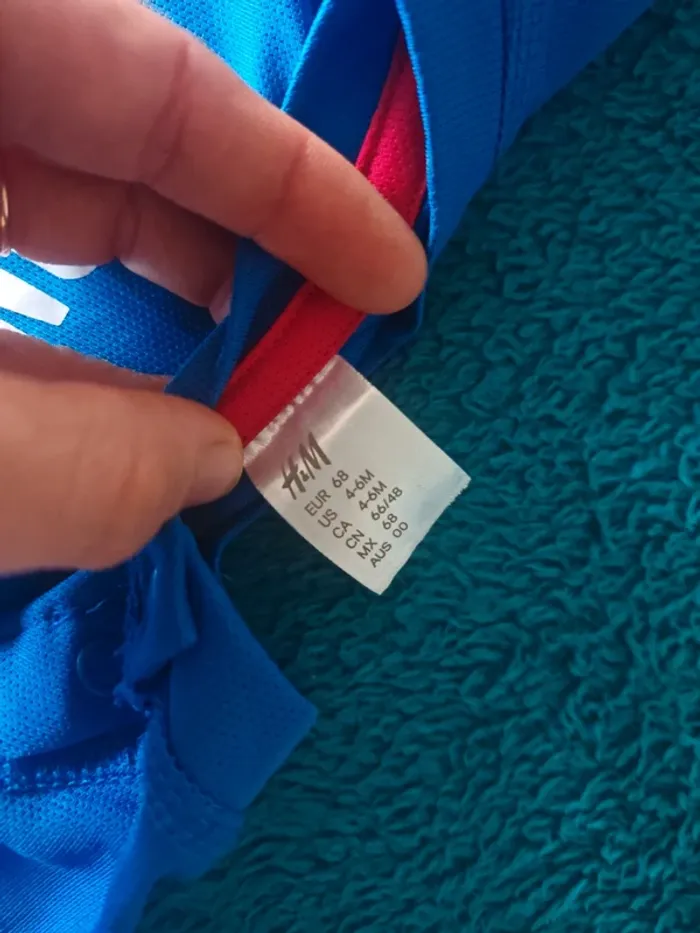 H&M
EUR 68
US 4-6M
CA 4-6M
CN 66/48
MX 68
AUS 00